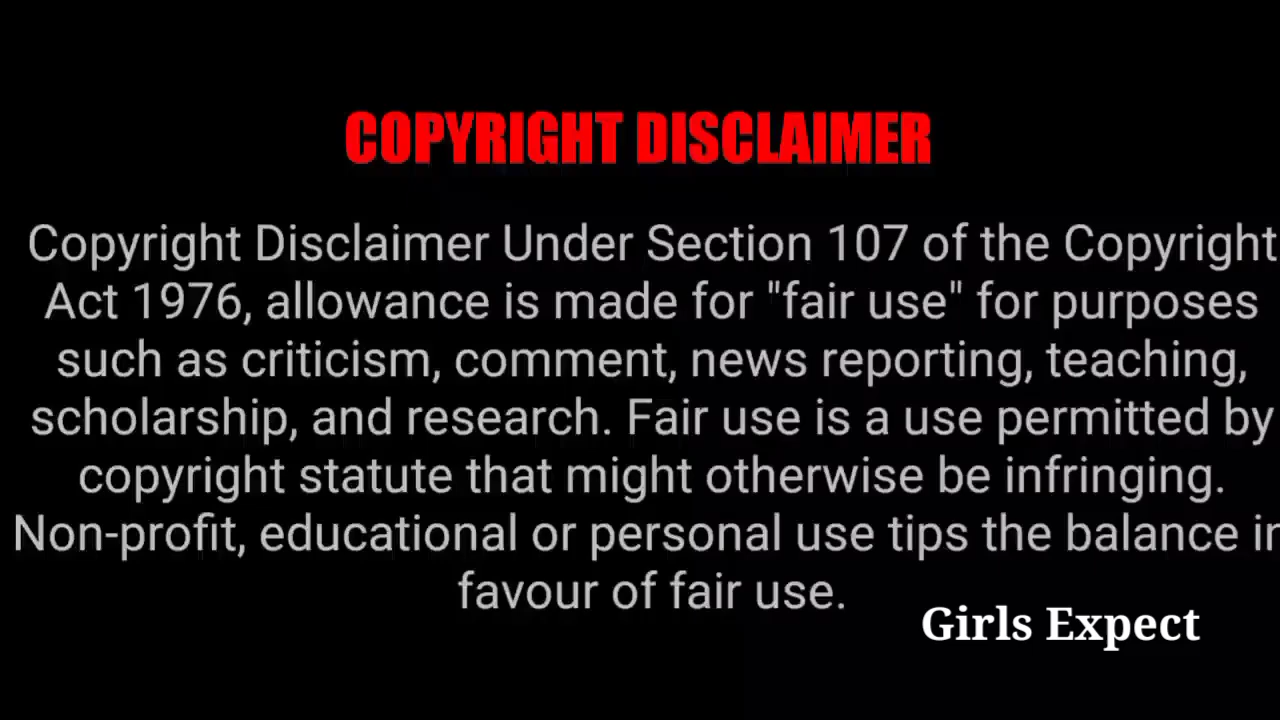 COPYRIGHT DISCLAIMER
Copyright Disclaimer Under Section 107 of the Copyright
Act 1976, allowance is made for "fair use" for purposes
such as criticism, comment, news reporting, teaching,
scholarship, and research. Fair use is a use permitted by
copyright statute that might otherwise be infringing.
Non-profit, educational or personal use tips the balance in
favour of fair use.
Girls Expect